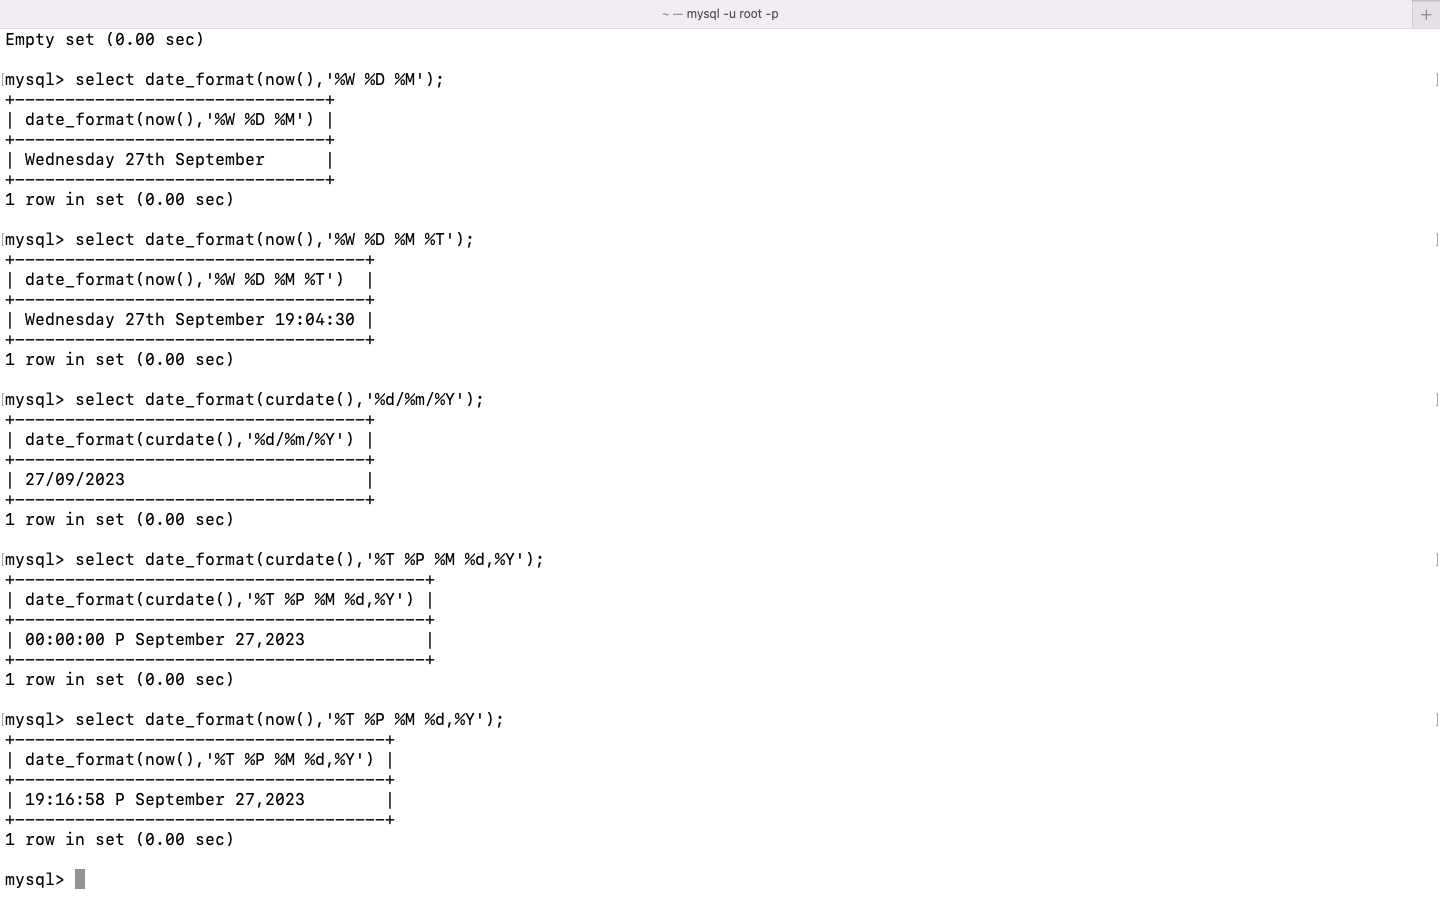 ~ — mysql -u root -p
+
Empty set (0.00 sec)
mysql> select date_format(now(),'%W %D %M');
+-------------------------------+
| date_format(now(),'%W %D %M') |
+-------------------------------+
| Wednesday 27th September      |
+-------------------------------+
1 row in set (0.00 sec)
mysql> select date_format(now(),'%W %D %M %T');
+-----------------------------------+
| date_format(now(),'%W %D %M %T')  |
+-----------------------------------+
| Wednesday 27th September 19:04:30 |
+-----------------------------------+
1 row in set (0.00 sec)
mysql> select date_format(curdate(),'%d/%m/%Y');
+-----------------------------------+
| date_format(curdate(),'%d/%m/%Y') |
+-----------------------------------+
| 27/09/2023                        |
+-----------------------------------+
1 row in set (0.00 sec)
mysql> select date_format(curdate(),'%T %P %M %d,%Y');
+-----------------------------------------+
| date_format(curdate(),'%T %P %M %d,%Y') |
+-----------------------------------------+
| 00:00:00 P September 27,2023            |
+-----------------------------------------+
1 row in set (0.00 sec)
mysql> select date_format(now(),'%T %P %M %d,%Y');
+-------------------------------------+
| date_format(now(),'%T %P %M %d,%Y') |
+-------------------------------------+
| 19:16:58 P September 27,2023        |
+-------------------------------------+
1 row in set (0.00 sec)
mysql>